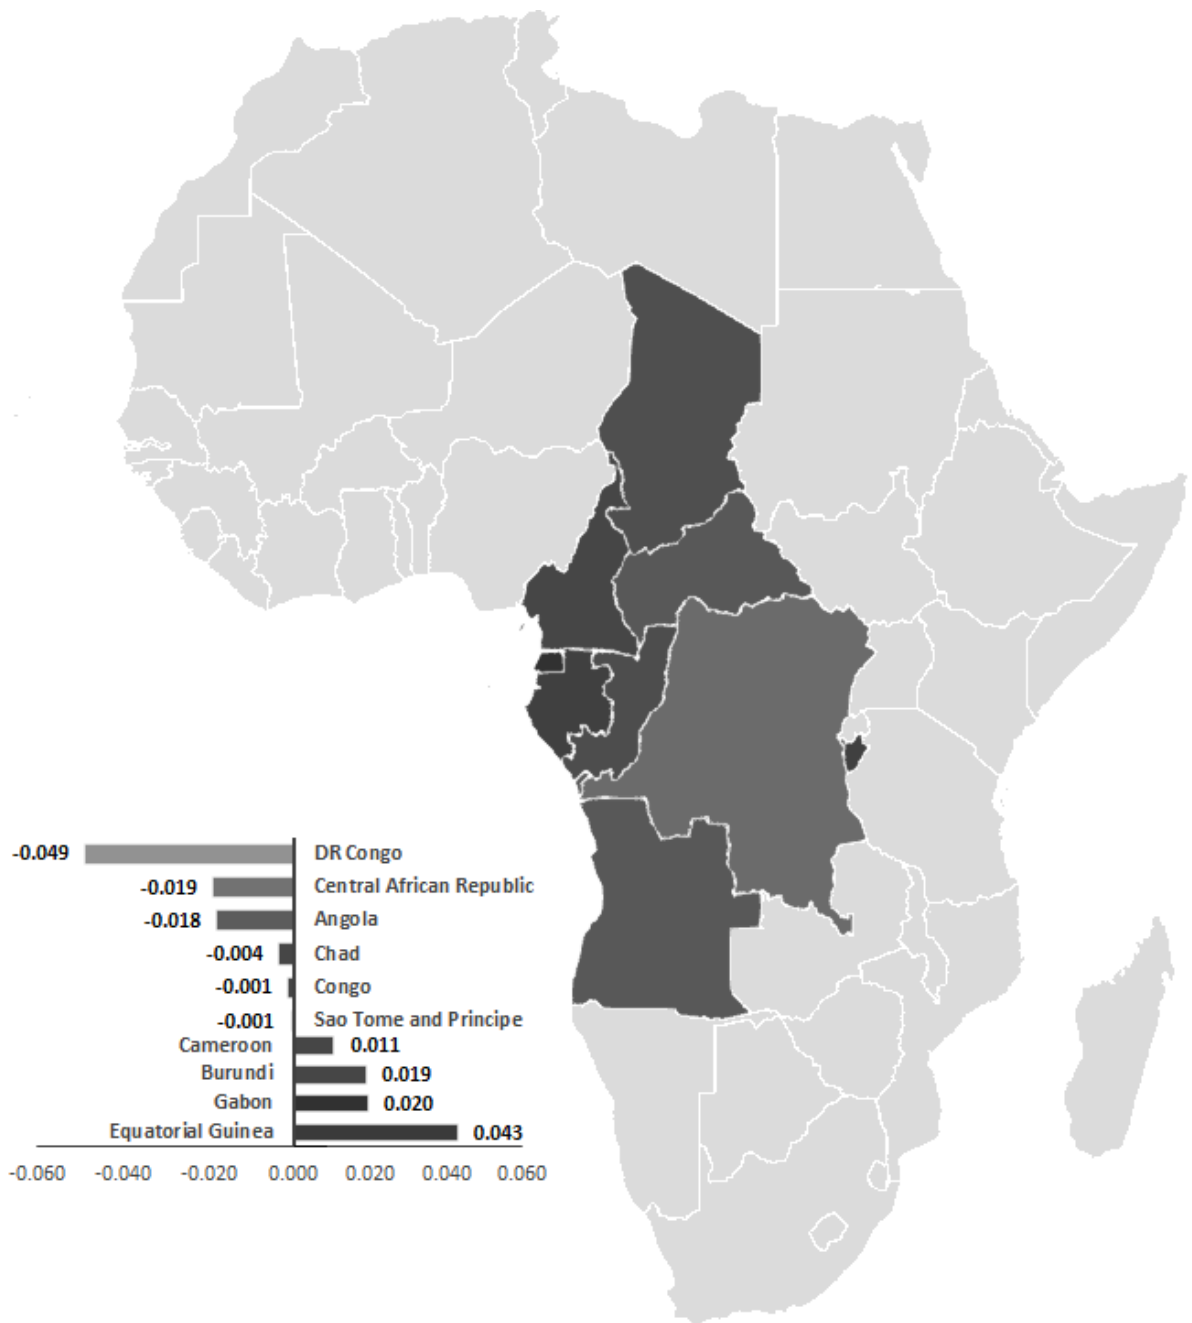 -0.049 DR Congo
-0.019 Central African Republic
-0.018 Angola
-0.004 Chad
-0.001 Congo
-0.001 Sao Tome and Principe
Cameroon 0.011
Burundi 0.019
Gabon 0.020
Equatorial Guinea 0.043
-0.060 -0.040 -0.020 0.000 0.020 0.040 0.060